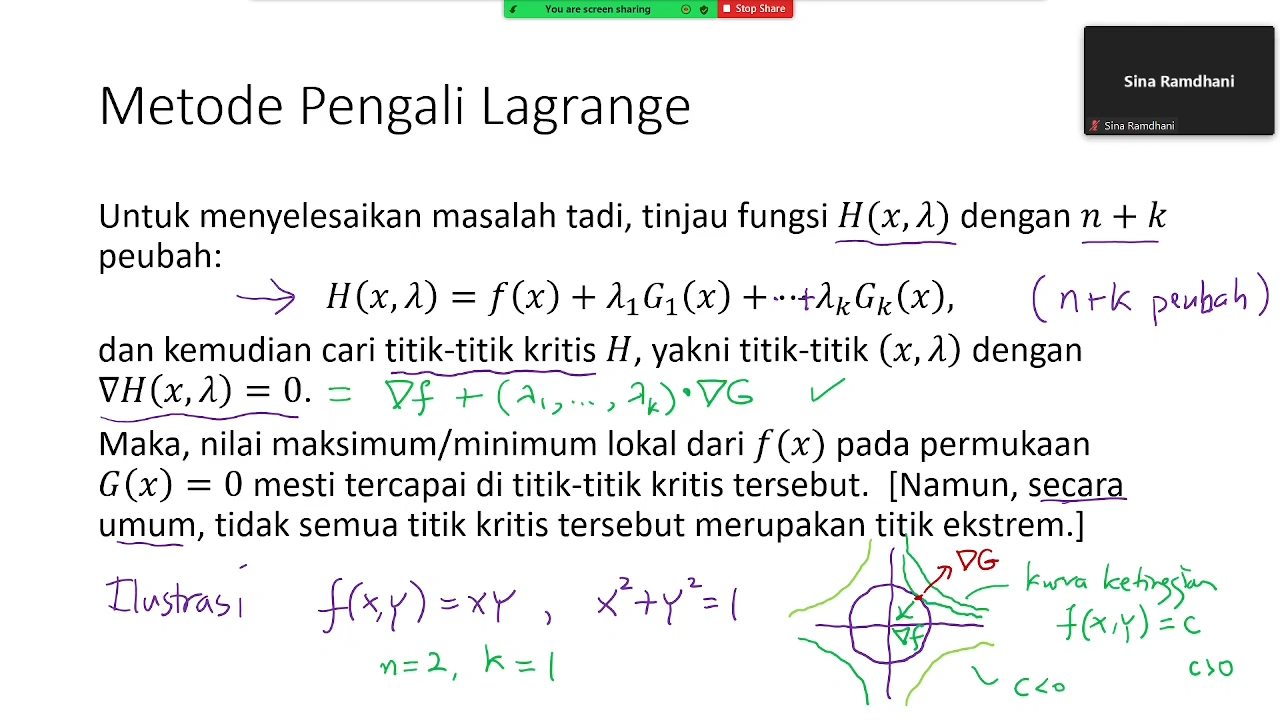 You are screen sharing Stop Share
Sina Ramdhani
Sina Ramdhani
Metode Pengali Lagrange
Untuk menyelesaikan masalah tadi, tinjau fungsi H(x, λ) dengan n + k
peubah:
→ H(x, λ) = f(x) + λ₁G₁(x) + ⋯ + λₖGₖ(x), (n+k peubah)
dan kemudian cari titik-titik kritis H, yakni titik-titik (x, λ) dengan
∇H(x, λ) = 0. = ∇f + (λ₁, ..., λₖ)•∇G ✓
Maka, nilai maksimum/minimum lokal dari f(x) pada permukaan
G(x) = 0 mesti tercapai di titik-titik kritis tersebut. [Namun, secara
umum, tidak semua titik kritis tersebut merupakan titik ekstrem.]
Ilustrasi f(x,y) = xy , x² + y² = 1
n=2, k=1
∇G
∇f
kurva ketinggian
f(x,y) = c
c>0
c<0